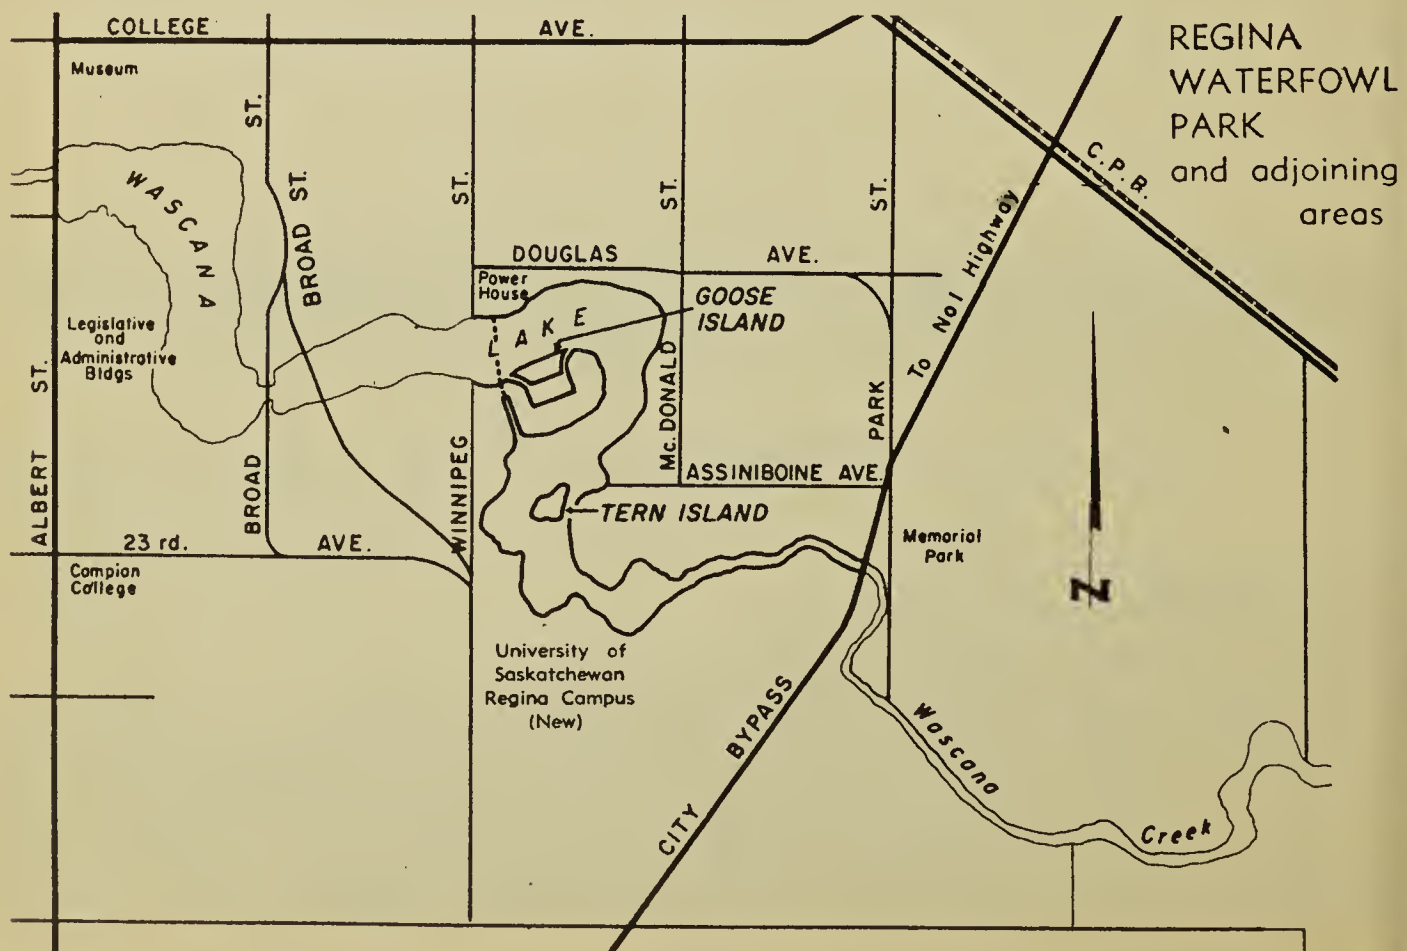 REGINA
WATERFOWL
PARK
and adjoining
areas
COLLEGE AVE.
Museum
ST.
BROAD ST.
ST.
ST.
ST.
C.P.R.
WASCANA
LAKE
DOUGLAS AVE.
Power
House
GOOSE
ISLAND
To No1 Highway
Legislative
and
Administrative
Bldgs
ALBERT ST.
BROAD
WINNIPEG
Mc.DONALD
PARK
ASSINIBOINE AVE.
TERN ISLAND
23 rd. AVE.
Campian
College
Memorial
Park
N
University of
Saskatchewan
Regina Campus
(New)
CITY BYPASS
Wascana Creek